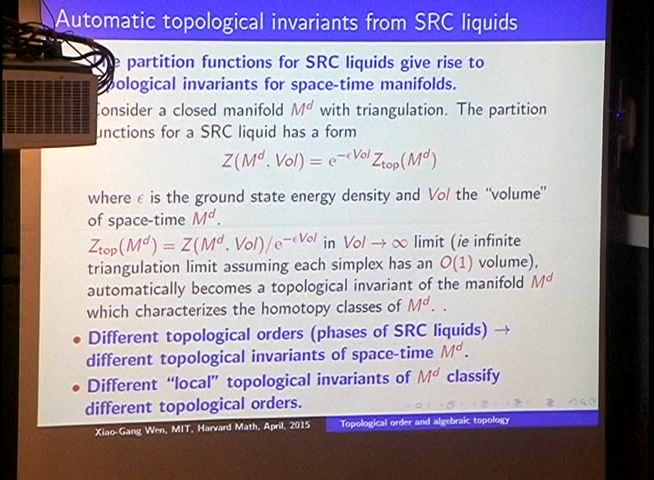 Automatic topological invariants from SRC liquids
partition functions for SRC liquids give rise to
pological invariants for space-time manifolds.
onsider a closed manifold M^d with triangulation. The partition
unctions for a SRC liquid has a form
Z(M^d, Vol) = e^{-ϵVol} Z_top(M^d)
where ϵ is the ground state energy density and Vol the “volume”
of space-time M^d.
Z_top(M^d) = Z(M^d, Vol)/e^{-ϵVol} in Vol → ∞ limit (ie infinite
triangulation limit assuming each simplex has an O(1) volume),
automatically becomes a topological invariant of the manifold M^d
which characterizes the homotopy classes of M^d. .
• Different topological orders (phases of SRC liquids) →
different topological invariants of space-time M^d.
• Different “local” topological invariants of M^d classify
different topological orders.
Xiao-Gang Wen, MIT, Harvard Math, April, 2015
Topological order and algebraic topology